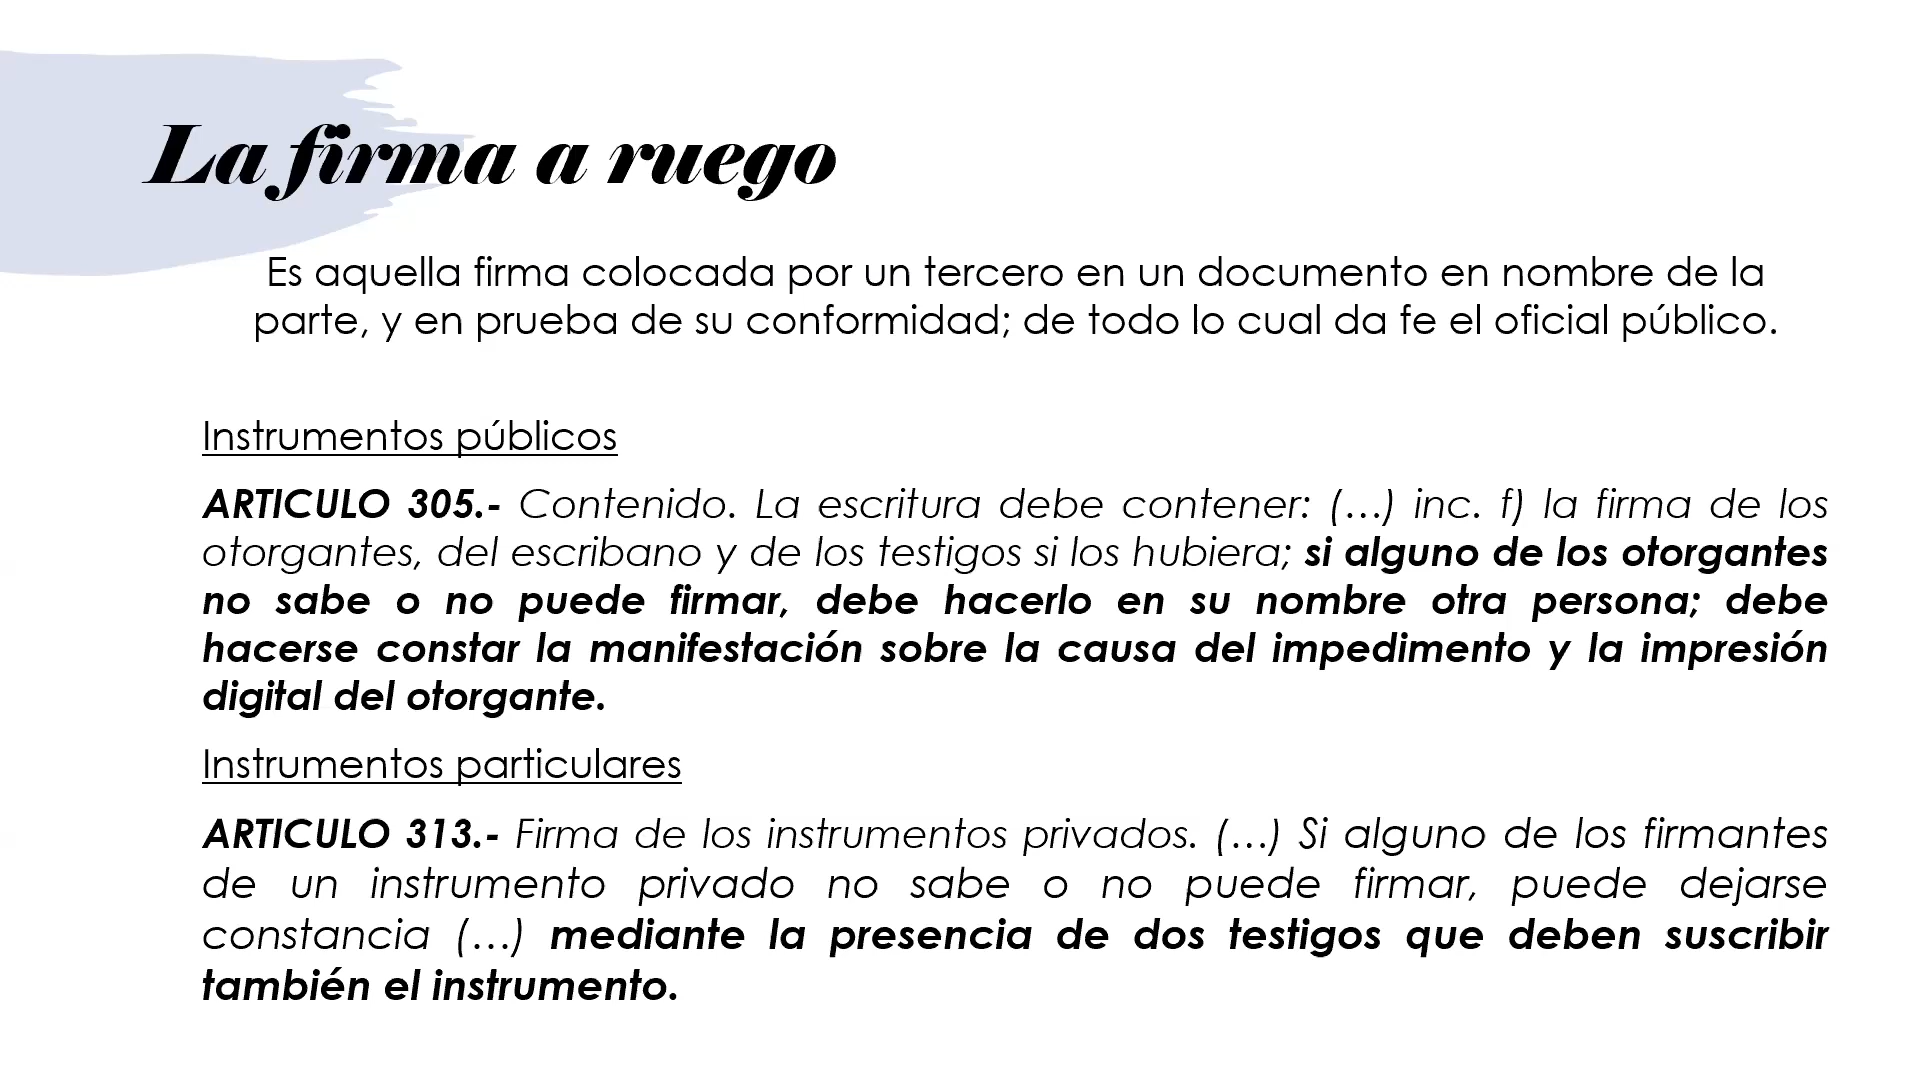 La firma a ruego
Es aquella firma colocada por un tercero en un documento en nombre de la
parte, y en prueba de su conformidad; de todo lo cual da fe el oficial público.
Instrumentos públicos
ARTICULO 305.- Contenido. La escritura debe contener: (…) inc. f) la firma de los
otorgantes, del escribano y de los testigos si los hubiera; si alguno de los otorgantes
no sabe o no puede firmar, debe hacerlo en su nombre otra persona; debe
hacerse constar la manifestación sobre la causa del impedimento y la impresión
digital del otorgante.
Instrumentos particulares
ARTICULO 313.- Firma de los instrumentos privados. (…) Si alguno de los firmantes
de un instrumento privado no sabe o no puede firmar, puede dejarse
constancia (…) mediante la presencia de dos testigos que deben suscribir
también el instrumento.